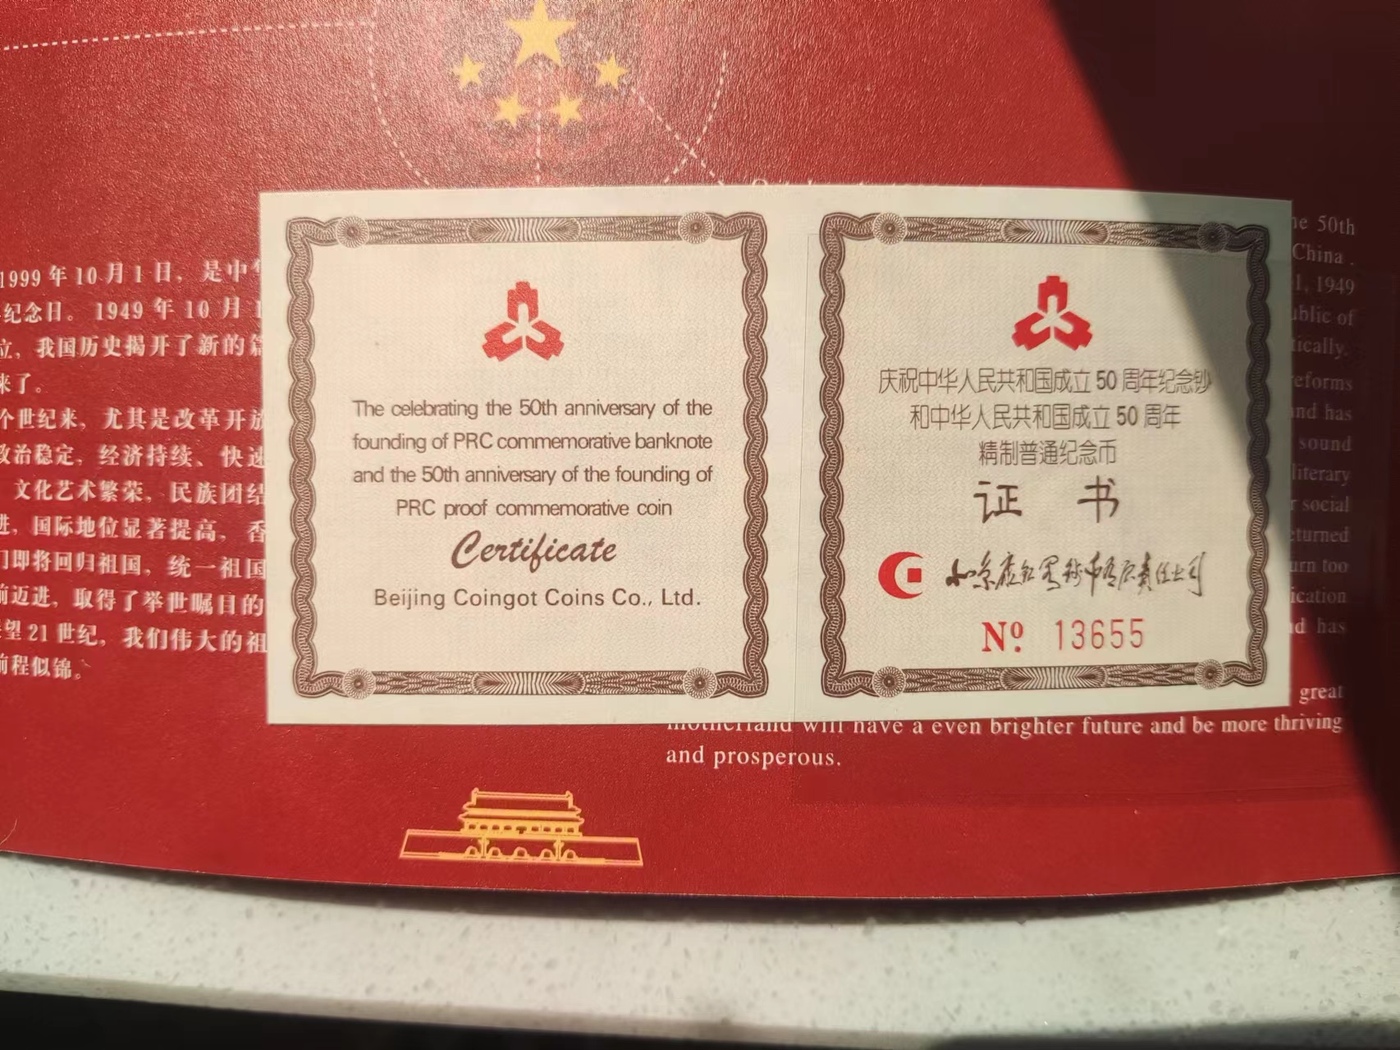 1999年10月1日，是中华
纪念日。1949年10月1
立，我国历史揭开了新的篇
来了。
个世纪来，尤其是改革开放
政治稳定，经济持续、快速
文化艺术繁荣，民族团结
进，国际地位显著提高，香
门即将回归祖国，统一祖国
前迈进，取得了举世瞩目的
望21世纪，我们伟大的祖
前程似锦。
The celebrating the 50th anniversary of the
founding of PRC commemorative banknote
and the 50th anniversary of the founding of
PRC proof commemorative coin
Certificate
Beijing Coingot Coins Co., Ltd.
庆祝中华人民共和国成立50周年纪念钞
和中华人民共和国成立50周年
精制普通纪念币
证 书
Nº 13655
he 50th
China.
1, 1949
ublic of
tically.
reforms
and has
sound
literary
social
eturned
urn too
ication
nd has
great
motherland will have a even brighter future and be more thriving
and prosperous.